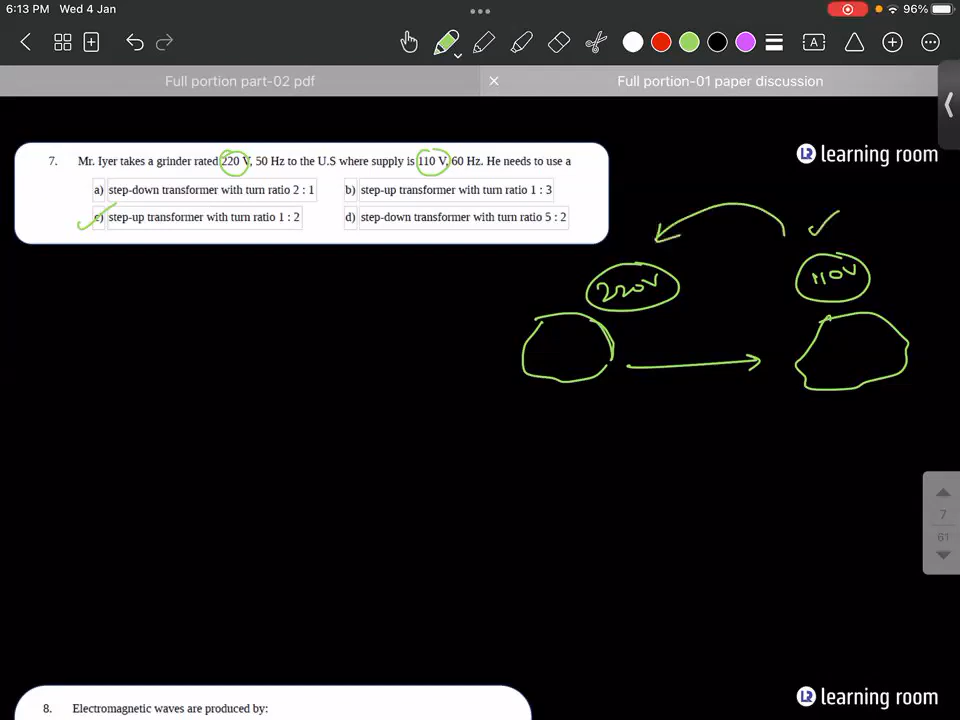 6:13 PM Wed 4 Jan
96%
A
Full portion part-02 pdf
Full portion-01 paper discussion
7. Mr. Iyer takes a grinder rated 220 V, 50 Hz to the U.S where supply is 110 V, 60 Hz. He needs to use a
a) step-down transformer with turn ratio 2 : 1
b) step-up transformer with turn ratio 1 : 3
c) step-up transformer with turn ratio 1 : 2
d) step-down transformer with turn ratio 5 : 2
LR learning room
220V
110V
7
61
8. Electromagnetic waves are produced by:
LR learning room